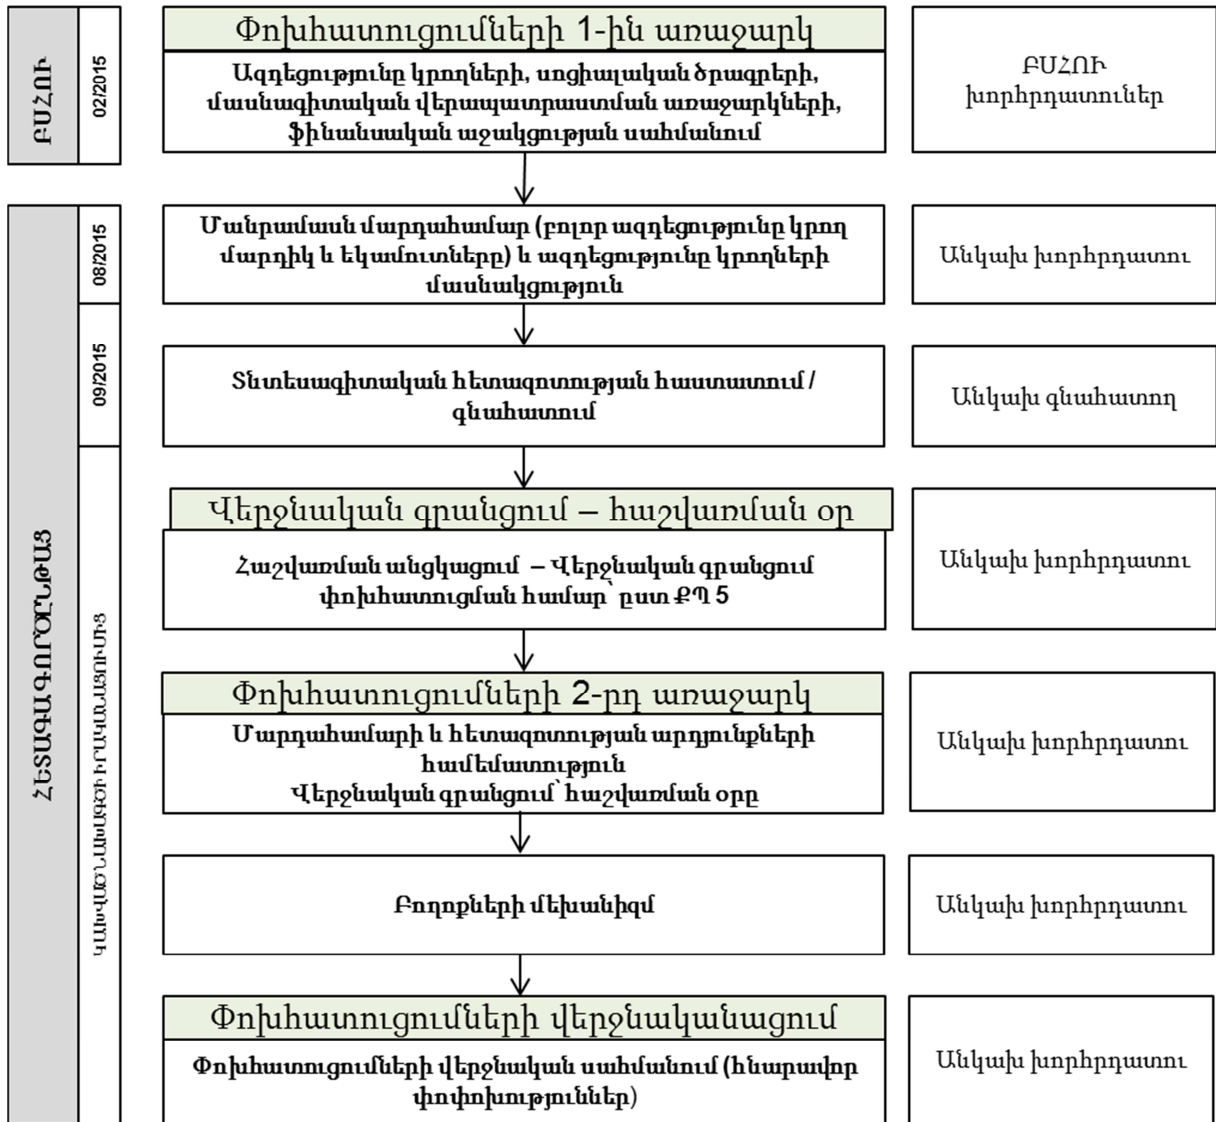 ԲՍՀՈՒ
02/2015
Փոխհատուցումների 1-ին առաջարկ
Ազդեցությունը կրողների, սոցիալական ծրագրերի,
մասնագիտական վերապատրաստման առաջարկների,
ֆինանսական աջակցության սահմանում
ԲՍՀՈՒ
խորհրդատուներ
ՀԵՏԱԳԱ ԳՈՐԾԸՆԹԱՑ
08/2015
Մանրամասն մարդահամար (բոլոր ազդեցությունը կրող
մարդիկ և եկամուտները) և ազդեցությունը կրողների
մասնակցություն
Անկախ խորհրդատու
09/2015
Տնտեսագիտական հետազոտության հաստատում /
գնահատում
Անկախ գնահատող
ԿԱԽՎԱԾ ՆԱԽԱԳԾԻ ԻՐԱԿԱՆԱՑՈՒՄԻՑ
Վերջնական գրանցում – հաշվառման օր
Հաշվառման անցկացում – Վերջնական գրանցում
փոխհատուցման համար՝ ըստ ՔՊ 5
Անկախ խորհրդատու
Փոխհատուցումների 2-րդ առաջարկ
Մարդահամարի և հետազոտության արդյունքների
համեմատություն
Վերջնական գրանցում՝ հաշվառման օրը
Անկախ խորհրդատու
Բողոքների մեխանիզմ
Անկախ խորհրդատու
Փոխհատուցումների վերջնականացում
Փոխհատուցումների վերջնական սահմանում (հնարավոր
փոփոխություններ)
Անկախ խորհրդատու